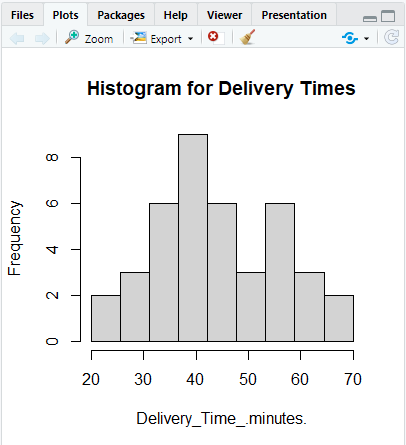 Files Plots Packages Help Viewer Presentation
Zoom Export
Histogram for Delivery Times
Frequency
8
6
4
2
0
20 30 40 50 60 70
Delivery_Time_.minutes.